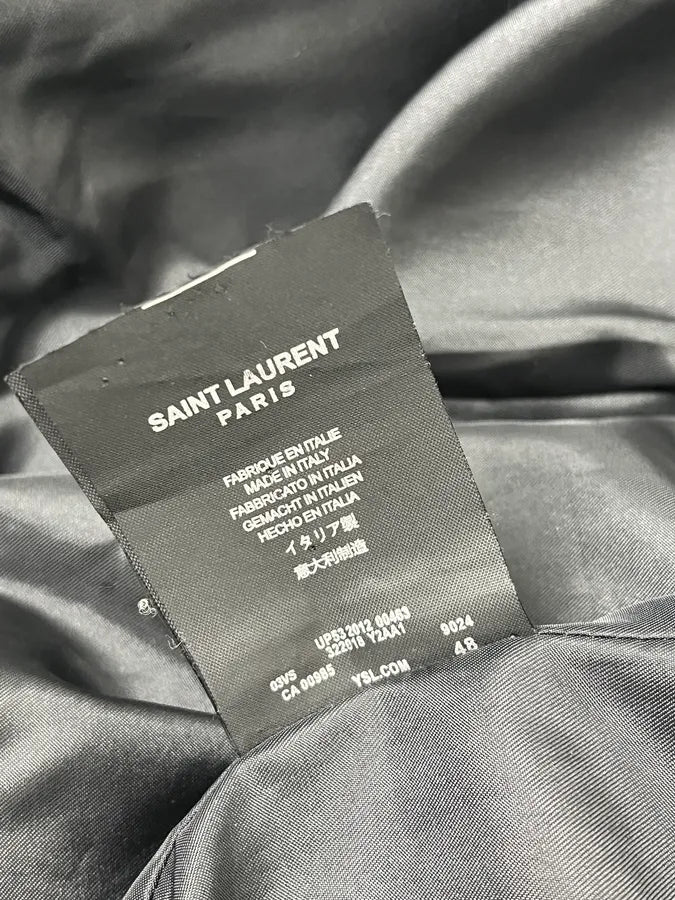 SAINT LAURENT
PARIS
FABRIQUE EN ITALIE
MADE IN ITALY
FABBRICATO IN ITALIA
GEMACHT IN ITALIEN
HECHO EN ITALIA
イタリア製
意大利制造
UP53 2012 00463
03VS 322018 Y2AA1 9024
CA 00985 YSL.COM 48